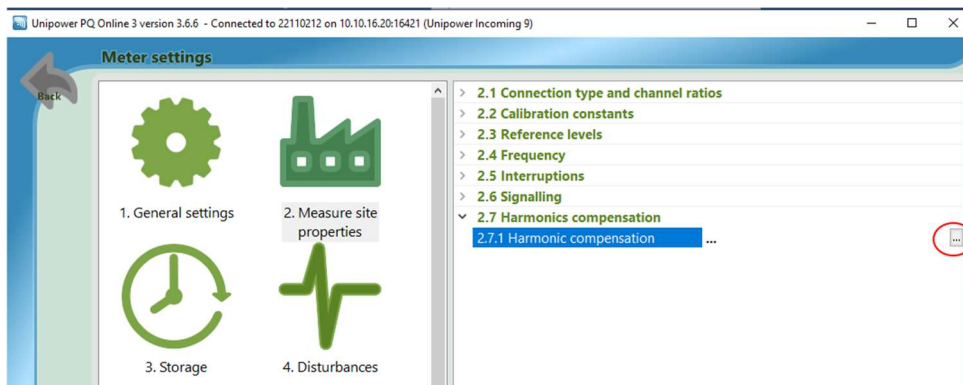 Unipower PQ Online 3 version 3.6.6 - Connected to 22110212 on 10.10.16.20:16421 (Unipower Incoming 9)
Meter settings
Back
1. General settings
2. Measure site
properties
3. Storage
4. Disturbances
2.1 Connection type and channel ratios
2.2 Calibration constants
2.3 Reference levels
2.4 Frequency
2.5 Interruptions
2.6 Signalling
2.7 Harmonics compensation
2.7.1 Harmonic compensation ... ...